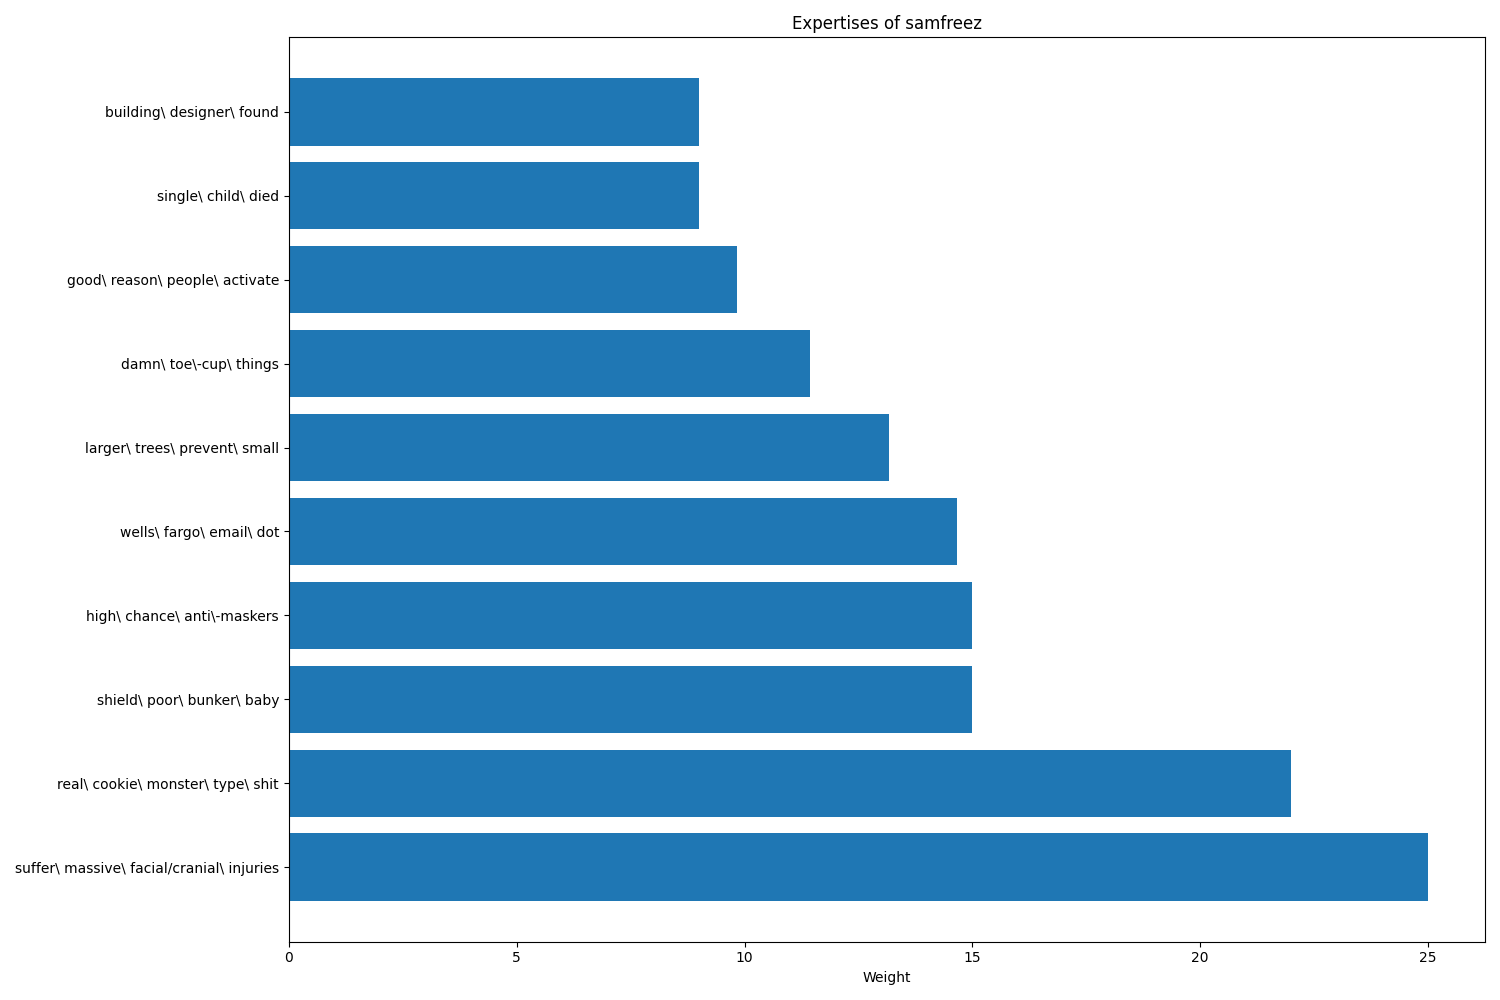 Expertises of samfreez
building\ designer\ found
single\ child\ died
good\ reason\ people\ activate
damn\ toe\-cup\ things
larger\ trees\ prevent\ small
wells\ fargo\ email\ dot
high\ chance\ anti\-maskers
shield\ poor\ bunker\ baby
real\ cookie\ monster\ type\ shit
suffer\ massive\ facial/cranial\ injuries
0 5 10 15 20 25
Weight